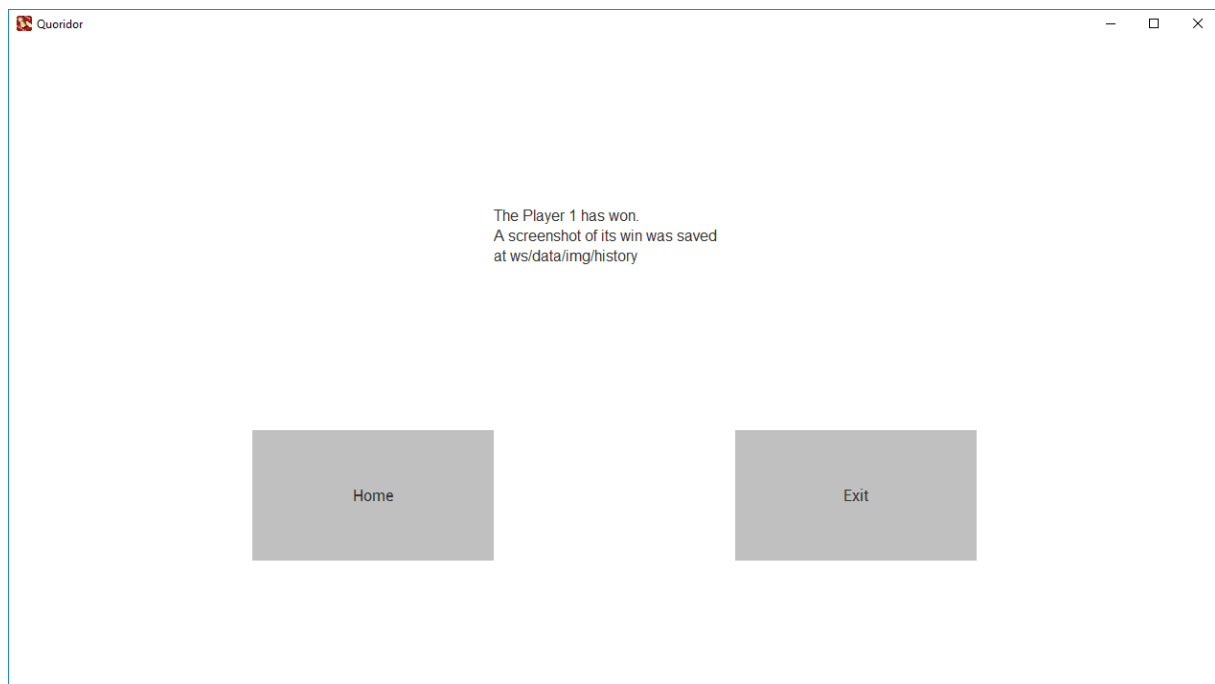 Quoridor
The Player 1 has won.
A screenshot of its win was saved
at ws/data/img/history
Home
Exit